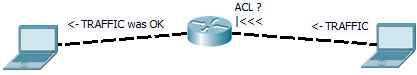 ACL ?
<- TRAFFIC was OK
|<<<
<- TRAFFIC